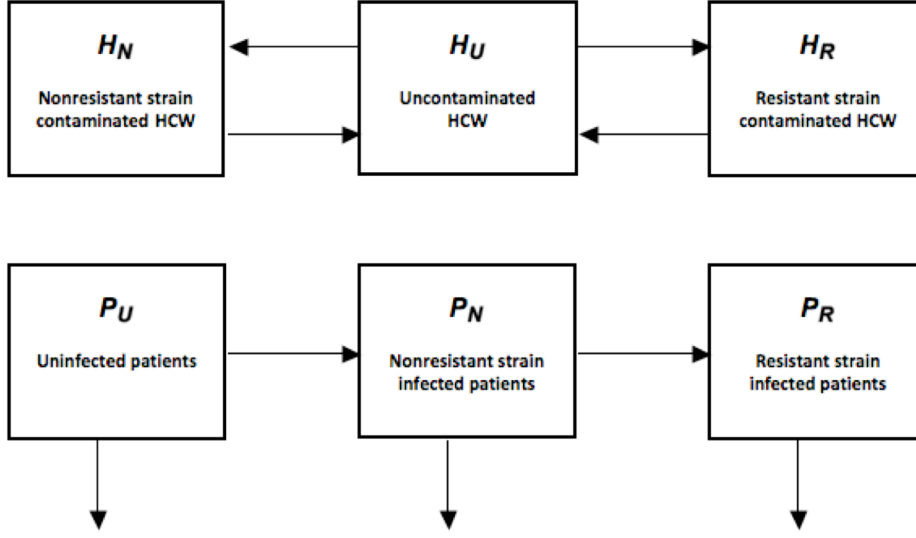 H_N
Nonresistant strain
contaminated HCW
H_U
Uncontaminated
HCW
H_R
Resistant strain
contaminated HCW
P_U
Uninfected patients
P_N
Nonresistant strain
infected patients
P_R
Resistant strain
infected patients